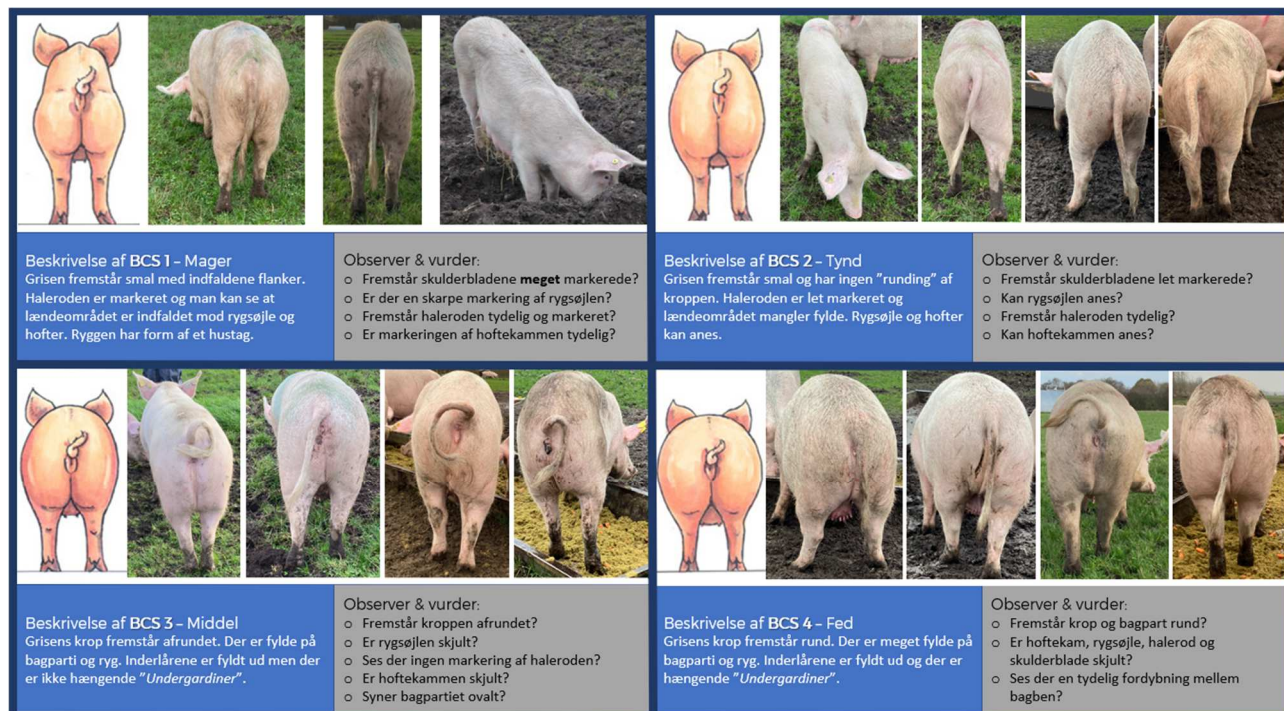 Beskrivelse af BCS 1 – Mager
Grisen fremstår smal med indfaldene flanker.
Haleroden er markeret og man kan se at
lændeområdet er indfaldet mod rygsøjle og
hofter. Ryggen har form af et hustag.
Observer & vurder:
o Fremstår skulderbladene meget markerede?
o Er der en skarpe markering af rygsøjlen?
o Fremstår haleroden tydelig og markeret?
o Er markeringen af hoftekammen tydelig?
Beskrivelse af BCS 2 – Tynd
Grisen fremstår smal og har ingen ”runding” af
kroppen. Haleroden er let markeret og
lændeområdet mangler fylde. Rygsøjle og hofter
kan anes.
Observer & vurder:
o Fremstår skulderbladene let markerede?
o Kan rygsøjlen anes?
o Fremstår haleroden tydelig?
o Kan hoftekammen anes?
Beskrivelse af BCS 3 – Middel
Grisens krop fremstår afrundet. Der er fylde på
bagparti og ryg. Inderlårene er fyldt ud men der
er ikke hængende ”Undergardiner”.
Observer & vurder:
o Fremstår kroppen afrundet?
o Er rygsøjlen skjult?
o Ses der ingen markering af haleroden?
o Er hoftekammen skjult?
o Syner bagpartiet ovalt?
Beskrivelse af BCS 4 – Fed
Grisens krop fremstår rund. Der er meget fylde på
bagparti og ryg. Inderlårene er fyldt ud og der er
hængende ”Undergardiner”.
Observer & vurder:
o Fremstår krop og bagpart rund?
o Er hoftekam, rygsøjle, halerod og
skulderblade skjult?
o Ses der en tydelig fordybning mellem
bagben?